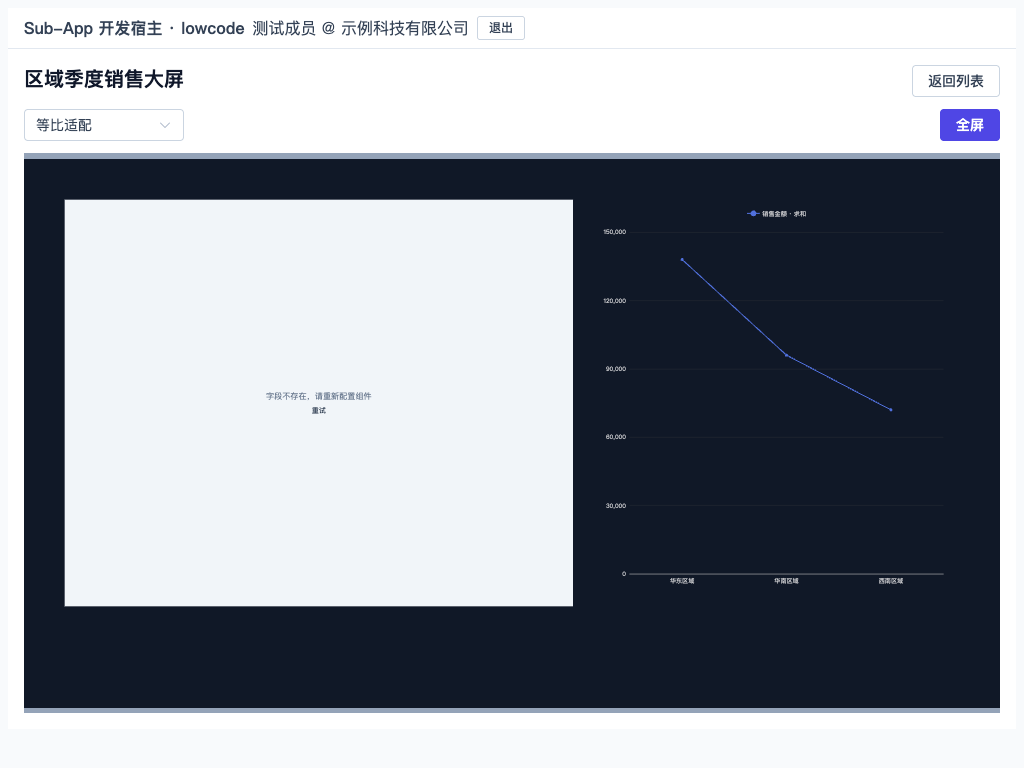 Sub-App 开发宿主 · lowcode 测试成员 @ 示例科技有限公司 退出
区域季度销售大屏
返回列表
等比适配
全屏
字段不存在，请重新配置组件
重试
销售金额 · 求和
150,000
120,000
90,000
60,000
30,000
0
华东区域 华南区域 西南区域